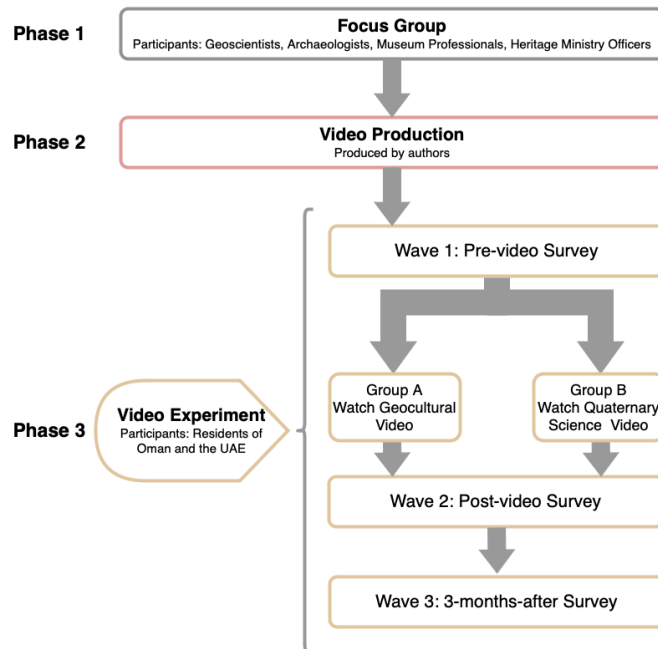 Phase 1
Focus Group
Participants: Geoscientists, Archaeologists, Museum Professionals, Heritage Ministry Officers
Phase 2
Video Production
Produced by authors
Wave 1: Pre-video Survey
Phase 3
Video Experiment
Participants: Residents of
Oman and the UAE
Group A
Watch Geocultural
Video
Group B
Watch Quaternary
Science Video
Wave 2: Post-video Survey
Wave 3: 3-months-after Survey